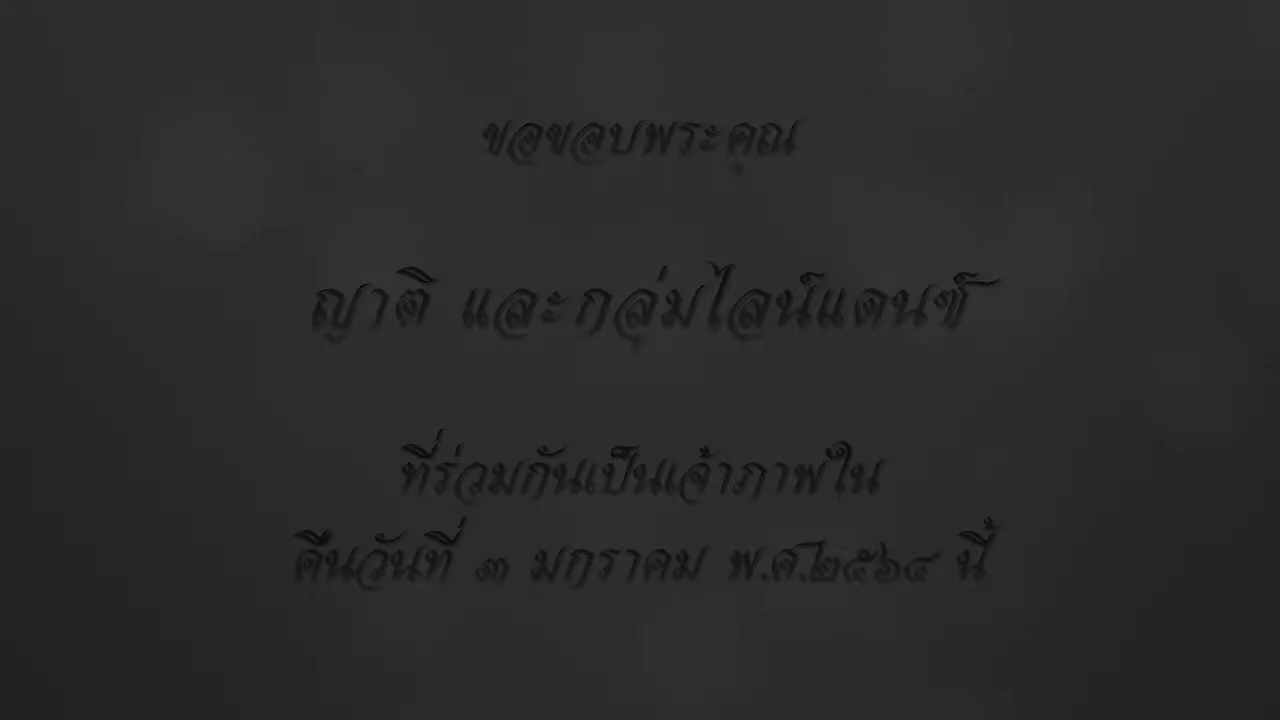 ขอขอบพระคุณ
ญาติ และกลุ่มไลน์แดนซ์
ที่ร่วมกันเป็นเจ้าภาพใน
คืนวันที่ ๓ มกราคม พ.ศ.๒๕๖๔ นี้